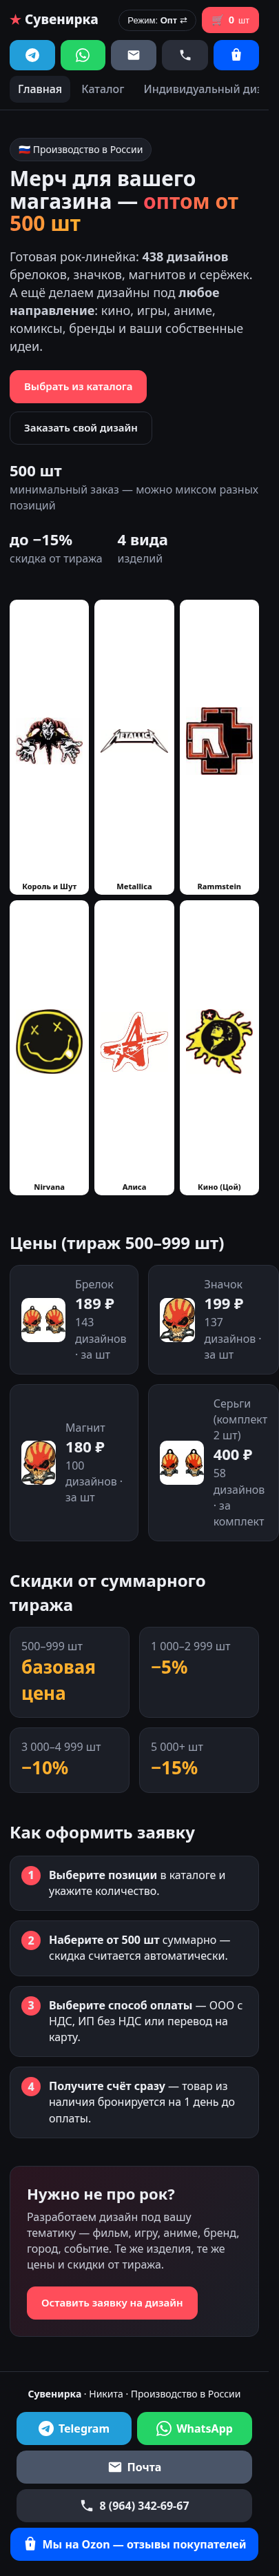 ★ Сувенирка
Режим: Опт ⇄
🛒 0 шт
Главная Каталог Индивидуальный диз
🇷🇺 Производство в России
Мерч для вашего
магазина — оптом от
500 шт
Готовая рок-линейка: 438 дизайнов
брелоков, значков, магнитов и серёжек.
А ещё делаем дизайны под любое
направление: кино, игры, аниме,
комиксы, бренды и ваши собственные
идеи.
Выбрать из каталога
Заказать свой дизайн
500 шт
минимальный заказ — можно миксом разных
позиций
до −15%
скидка от тиража
4 вида
изделий
METALLICA
Король и Шут
Metallica
Rammstein
Nirvana
Алиса
Кино (Цой)
Цены (тираж 500–999 шт)
Брелок
189 ₽
143
дизайнов
· за шт
Значок
199 ₽
137
дизайнов ·
за шт
Магнит
180 ₽
100
дизайнов ·
за шт
Серьги
(комплект
2 шт)
400 ₽
58
дизайнов
· за
комплект
Скидки от суммарного
тиража
500–999 шт
базовая
цена
1 000–2 999 шт
−5%
3 000–4 999 шт
−10%
5 000+ шт
−15%
Как оформить заявку
1 Выберите позиции в каталоге и
укажите количество.
2 Наберите от 500 шт суммарно —
скидка считается автоматически.
3 Выберите способ оплаты — ООО с
НДС, ИП без НДС или перевод на
карту.
4 Получите счёт сразу — товар из
наличия бронируется на 1 день до
оплаты.
Нужно не про рок?
Разработаем дизайн под вашу
тематику — фильм, игру, аниме, бренд,
город, событие. Те же изделия, те же
цены и скидки от тиража.
Оставить заявку на дизайн
Сувенирка · Никита · Производство в России
Telegram
WhatsApp
Почта
8 (964) 342-69-67
Мы на Ozon — отзывы покупателей